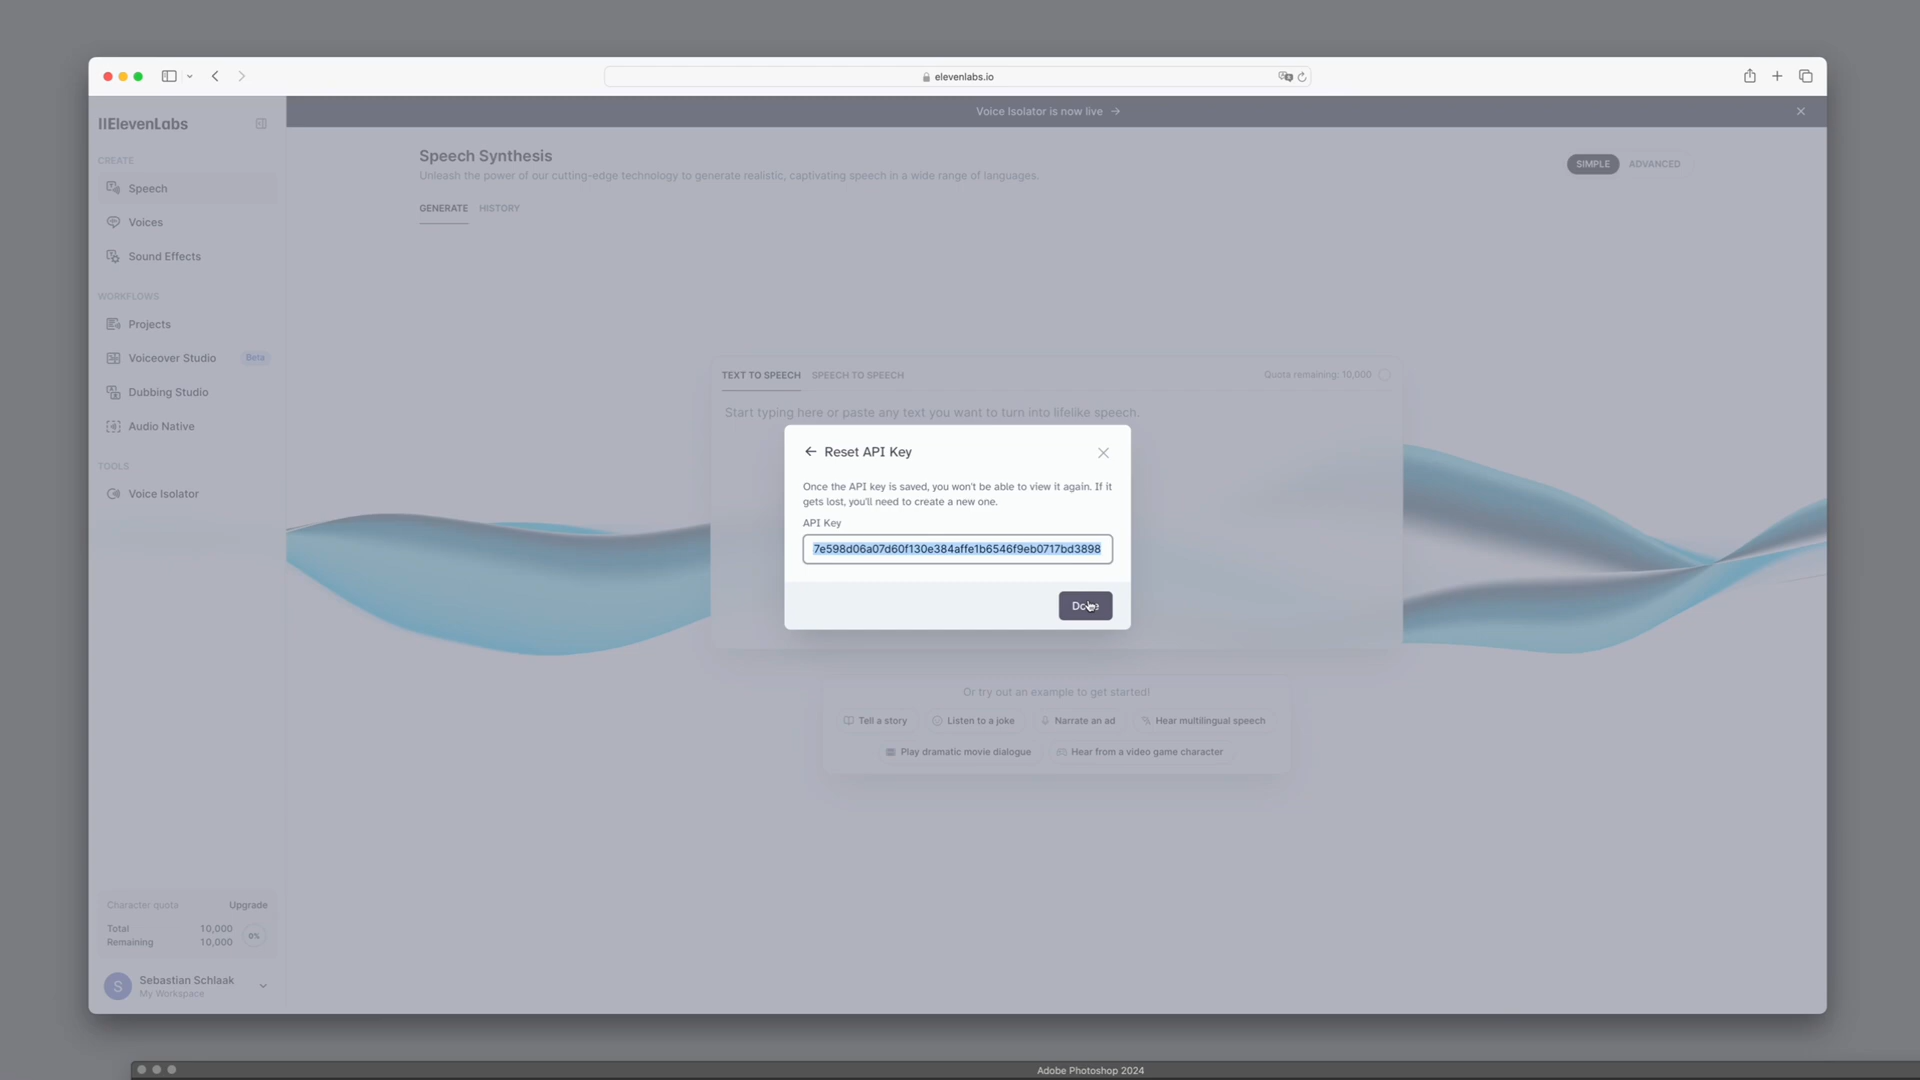 elevenlabs.io
IIElevenLabs
Voice Isolator is now live →
CREATE
Speech
Voices
Sound Effects
WORKFLOWS
Projects
Voiceover Studio Beta
Dubbing Studio
Audio Native
TOOLS
Voice Isolator
Speech Synthesis
Unleash the power of our cutting-edge technology to generate realistic, captivating speech in a wide range of languages.
SIMPLE ADVANCED
GENERATE HISTORY
TEXT TO SPEECH SPEECH TO SPEECH Quota remaining: 10,000
Start typing here or paste any text you want to turn into lifelike speech.
Reset API Key
Once the API key is saved, you won't be able to view it again. If it
gets lost, you'll need to create a new one.
API Key
7e598d06a07d60f130e384affe1b6546f9eb0717bd3898
Or try out an example to get started!
Tell a story Listen to a joke Narrate an ad Hear multilingual speech
Play dramatic movie dialogue Hear from a video game character
Character quota Upgrade
Total 10,000
Remaining 10,000
0%
S
Sebastian Schlaak
My Workspace
Adobe Photoshop 2024